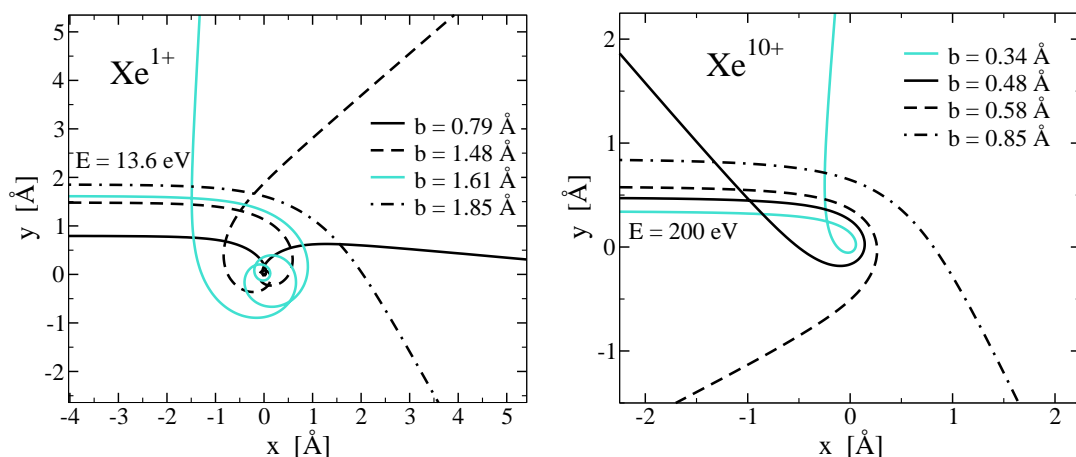 Xe1+
b = 0.79 Å
b = 1.48 Å
b = 1.61 Å
b = 1.85 Å
E = 13.6 eV
y [Å]
5
4
3
2
1
0
-1
-2
-4 -3 -2 -1 0 1 2 3 4 5
x [Å]
Xe10+
b = 0.34 Å
b = 0.48 Å
b = 0.58 Å
b = 0.85 Å
E = 200 eV
y [Å]
2
1
0
-1
-2 -1 0 1 2
x [Å]